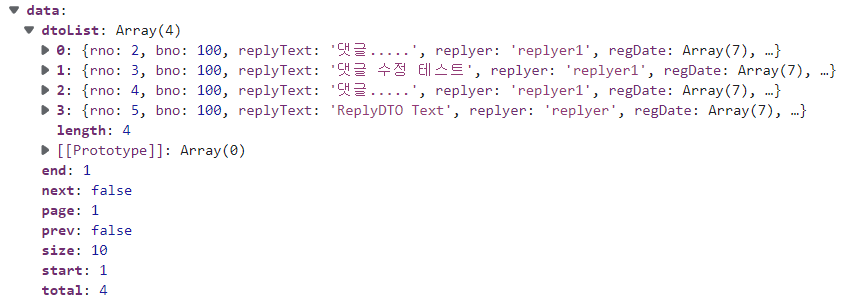 ▼ data:
▼ dtoList: Array(4)
▶ 0: {rno: 2, bno: 100, replyText: '댓글.....', replyer: 'replyer1', regDate: Array(7), …}
▶ 1: {rno: 3, bno: 100, replyText: '댓글 수정 테스트', replyer: 'replyer1', regDate: Array(7), …}
▶ 2: {rno: 4, bno: 100, replyText: '댓글.....', replyer: 'replyer1', regDate: Array(7), …}
▶ 3: {rno: 5, bno: 100, replyText: 'ReplyDTO Text', replyer: 'replyer', regDate: Array(7), …}
length: 4
▶ [[Prototype]]: Array(0)
end: 1
next: false
page: 1
prev: false
size: 10
start: 1
total: 4